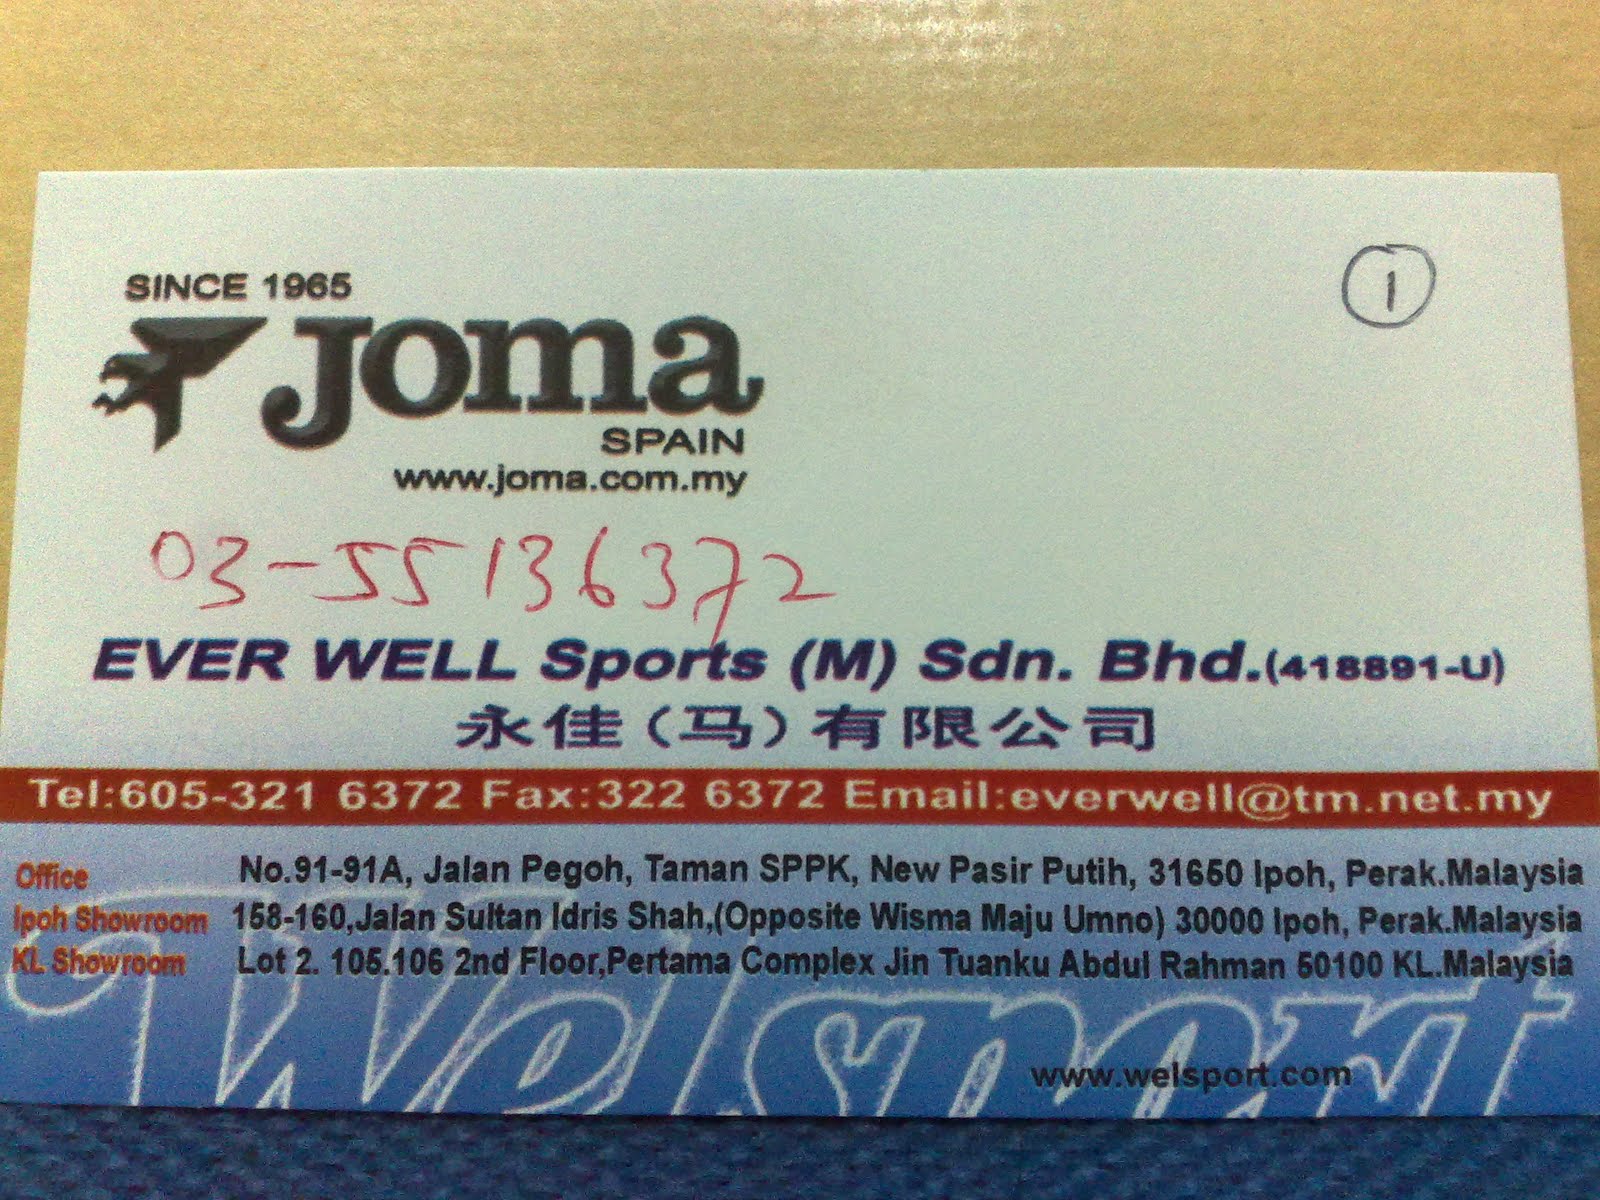 SINCE 1965
1
Joma
SPAIN
www.joma.com.my
03-55136372
EVER WELL Sports (M) Sdn. Bhd.(418891-U)
永佳(马)有限公司
Tel:605-321 6372 Fax:322 6372 Email:everwell@tm.net.my
Office No.91-91A, Jalan Pegoh, Taman SPPK, New Pasir Putih, 31650 Ipoh, Perak.Malaysia
Ipoh Showroom 158-160,Jalan Sultan Idris Shah,(Opposite Wisma Maju Umno) 30000 Ipoh, Perak.Malaysia
KL Showroom Lot 2. 105.106 2nd Floor,Pertama Complex Jin Tuanku Abdul Rahman 50100 KL.Malaysia
Welsport
www.welsport.com